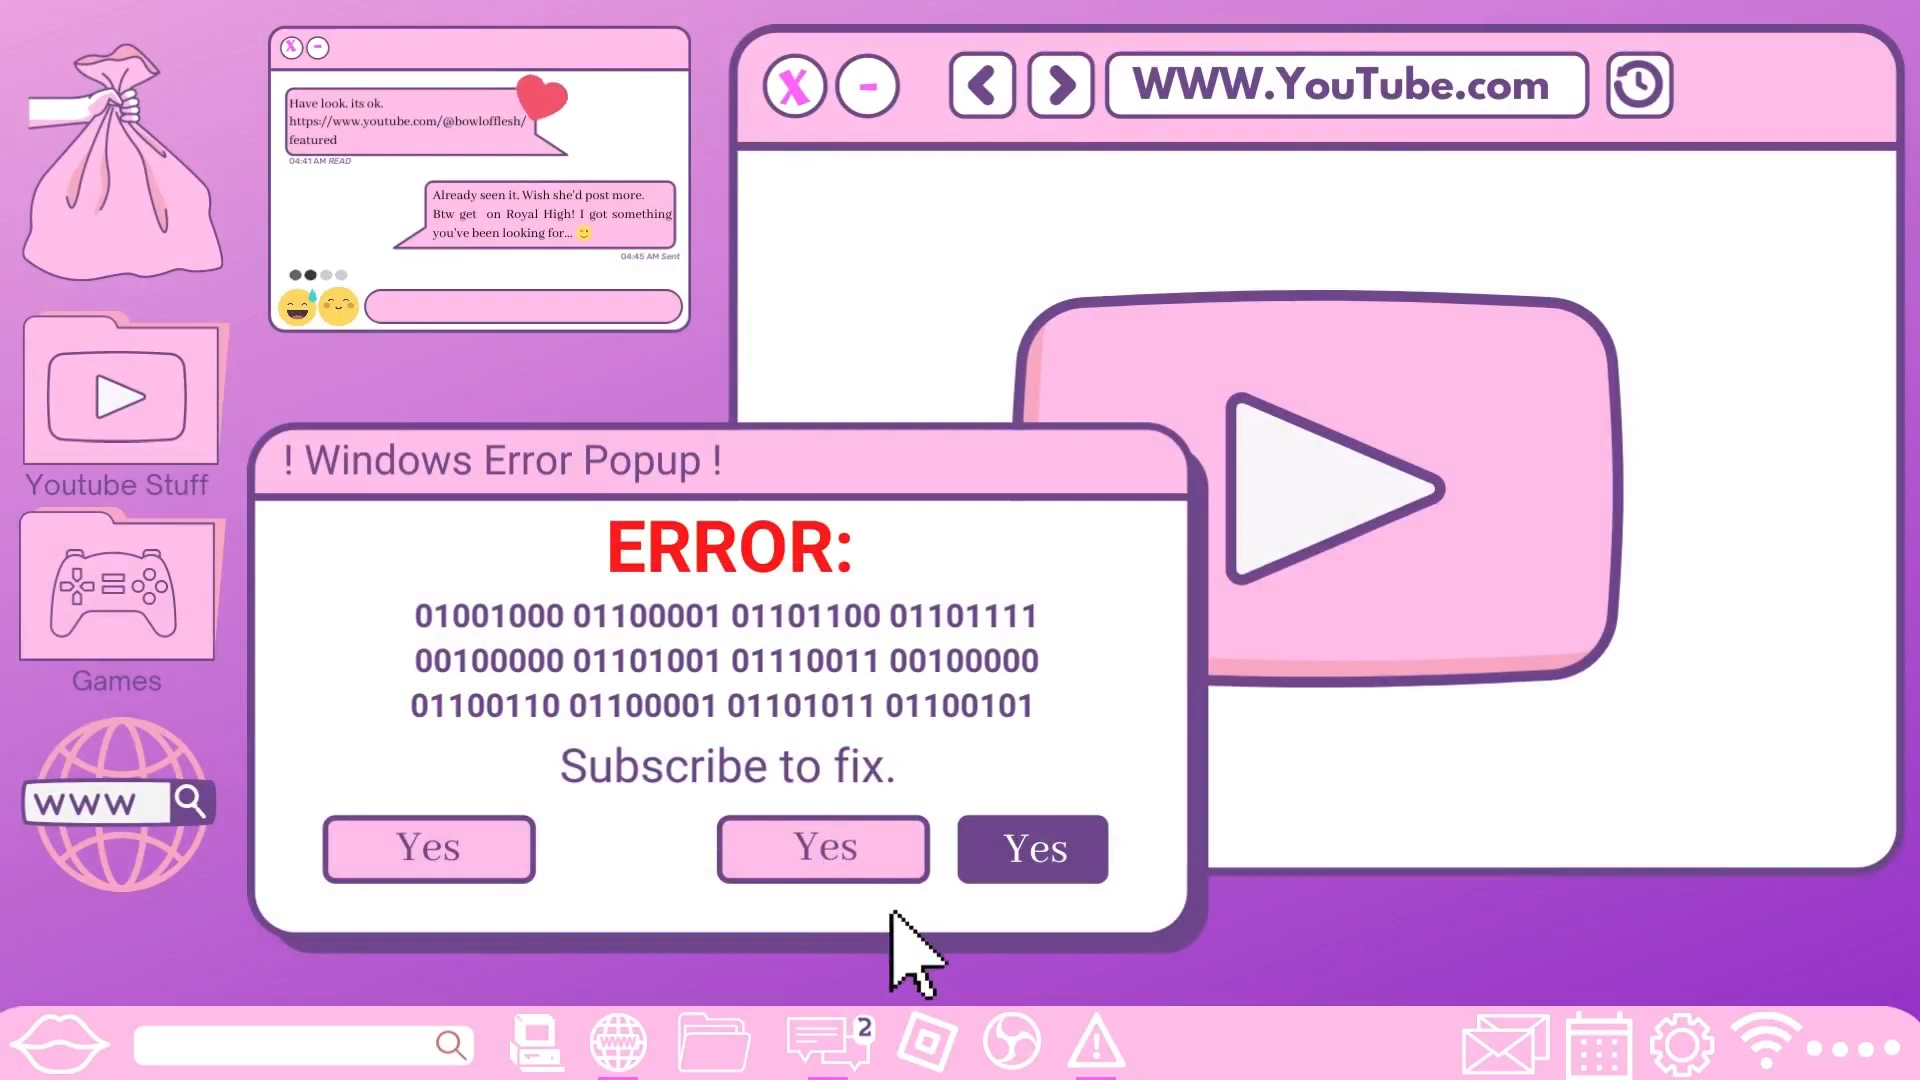 X -
Have look, its ok.
https://www.youtube.com/@bowlofflesh/
featured
04:41 AM READ
Already seen it. Wish she'd post more.
Btw get on Royal High! I got something
you've been looking for...
04:45 AM Sent
X -
WWW.YouTube.com
Youtube Stuff
Games
WWW
! Windows Error Popup !
ERROR:
01001000 01100001 01101100 01101111
00100000 01101001 01110011 00100000
01100110 01100001 01101011 01100101
Subscribe to fix.
Yes Yes Yes
WWW
2